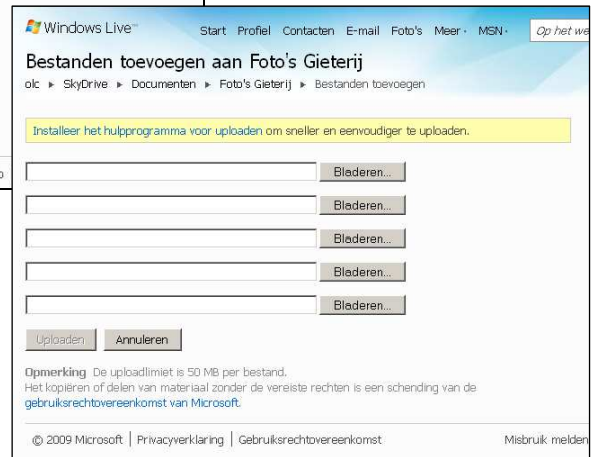 Windows Live™ Start Profiel Contacten E-mail Foto's Meer MSN Op het we
Bestanden toevoegen aan Foto's Gieterij
olc ▸ SkyDrive ▸ Documenten ▸ Foto's Gieterij ▸ Bestanden toevoegen
Installeer het hulpprogramma voor uploaden om sneller en eenvoudiger te uploaden.
Bladeren...
Bladeren...
Bladeren...
Bladeren...
Bladeren...
Uploaden Annuleren
Opmerking De uploadlimiet is 50 MB per bestand.
Het kopiëren of delen van materiaal zonder de vereiste rechten is een schending van de
gebruiksrechtovereenkomst van Microsoft.
© 2009 Microsoft | Privacyverklaring | Gebruiksrechtovereenkomst Misbruik melden